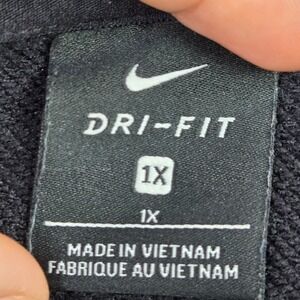 DRI-FIT
1X
1X
MADE IN VIETNAM
FABRIQUE AU VIETNAM